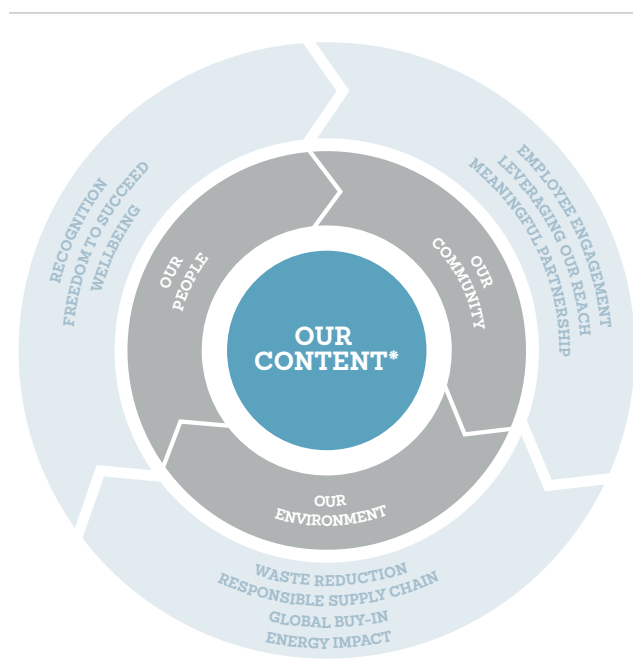 RECOGNITION
FREEDOM TO SUCCEED
WELLBEING
EMPLOYEE ENGAGEMENT
LEVERAGING OUR REACH
MEANINGFUL PARTNERSHIP
OUR
PEOPLE
OUR
COMMUNITY
OUR
CONTENT*
OUR
ENVIRONMENT
WASTE REDUCTION
RESPONSIBLE SUPPLY CHAIN
GLOBAL BUY-IN
ENERGY IMPACT